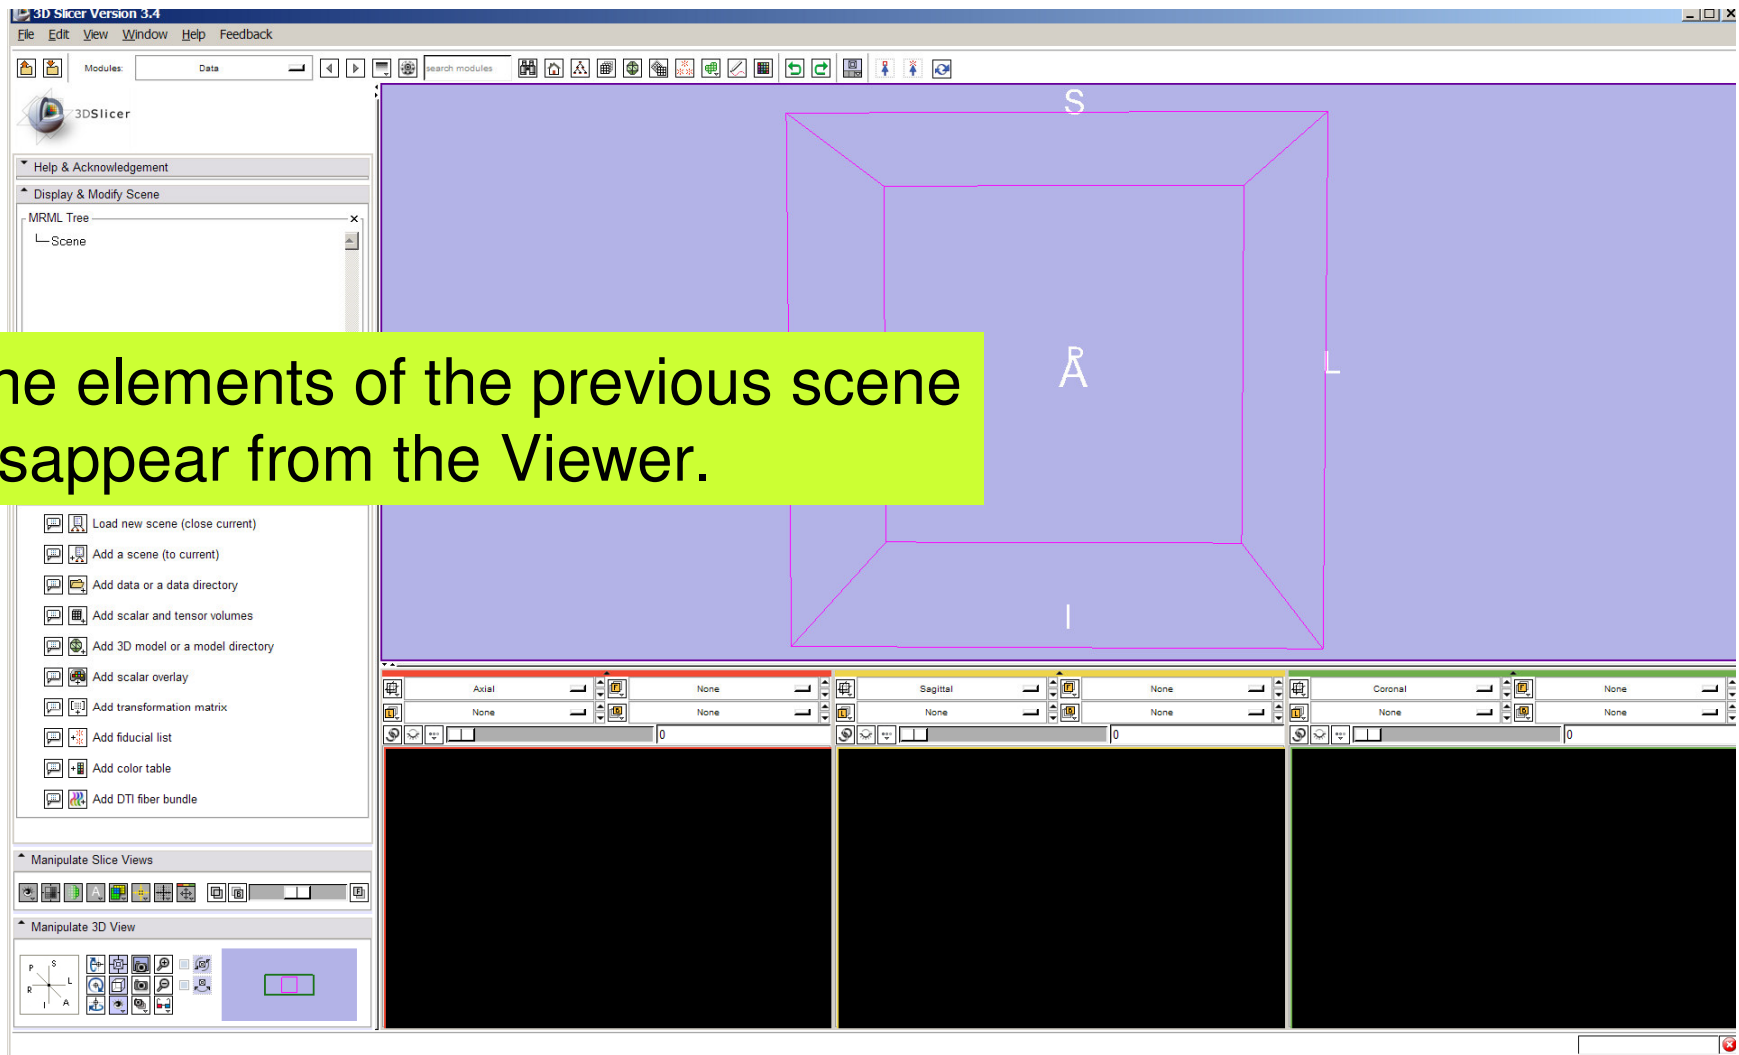 3D Slicer Version 3.4
File Edit View Window Help Feedback
Modules: Data search modules
3DSlicer
Help & Acknowledgement
Display & Modify Scene
MRML Tree
Scene
he elements of the previous scene
sappear from the Viewer.
Load new scene (close current)
Add a scene (to current)
Add data or a data directory
Add scalar and tensor volumes
Add 3D model or a model directory
Add scalar overlay
Add transformation matrix
Add fiducial list
Add color table
Add DTI fiber bundle
Manipulate Slice Views
Manipulate 3D View
P S
R L
I A
S
R
A
L
I
Axial None
None None
0
Sagittal None
None None
0
Coronal None
None None
0